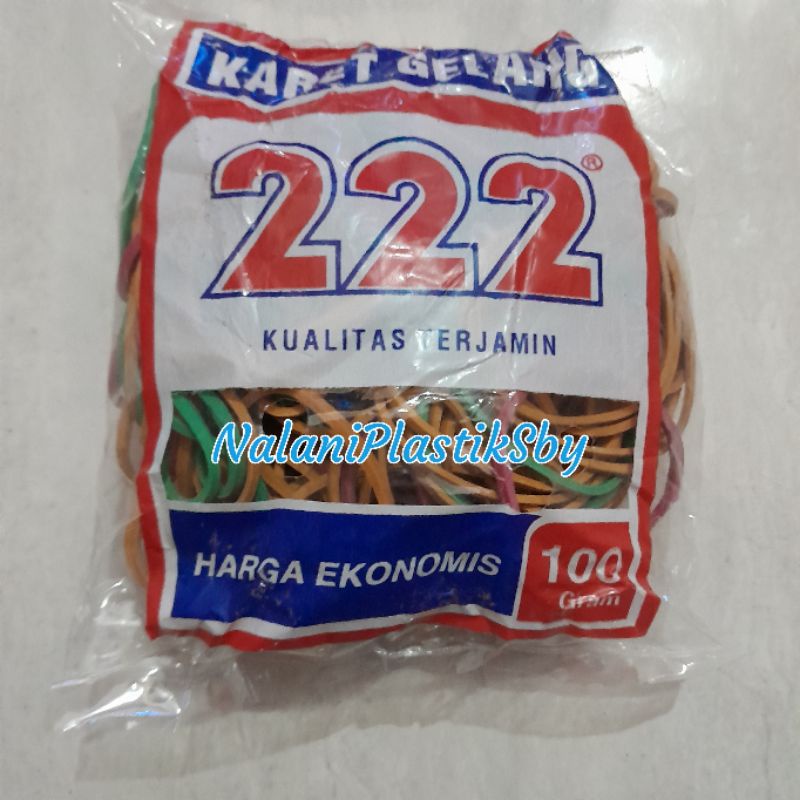 KARET GELANG
222®
KUALITAS TERJAMIN
NalaniPlastikSby
HARGA EKONOMIS
100
Gram